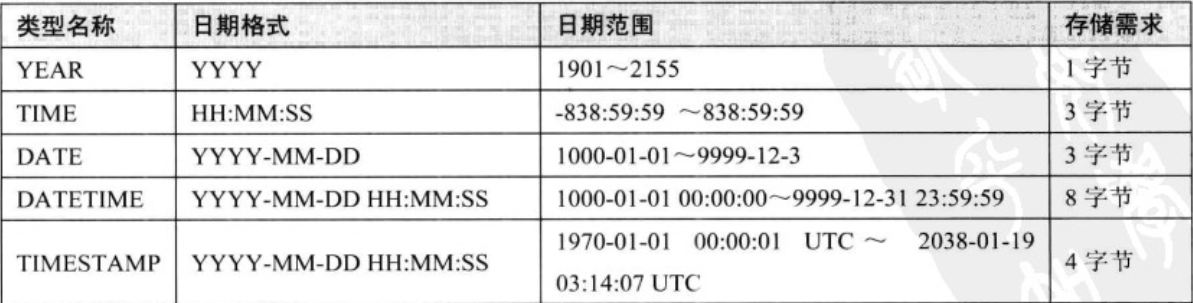 类型名称 日期格式 日期范围 存储需求
YEAR YYYY 1901～2155 1 字节
TIME HH:MM:SS -838:59:59 ～838:59:59 3 字节
DATE YYYY-MM-DD 1000-01-01～9999-12-3 3 字节
DATETIME YYYY-MM-DD HH:MM:SS 1000-01-01 00:00:00～9999-12-31 23:59:59 8 字节
TIMESTAMP YYYY-MM-DD HH:MM:SS 1970-01-01 00:00:01 UTC ～ 2038-01-19
03:14:07 UTC 4 字节